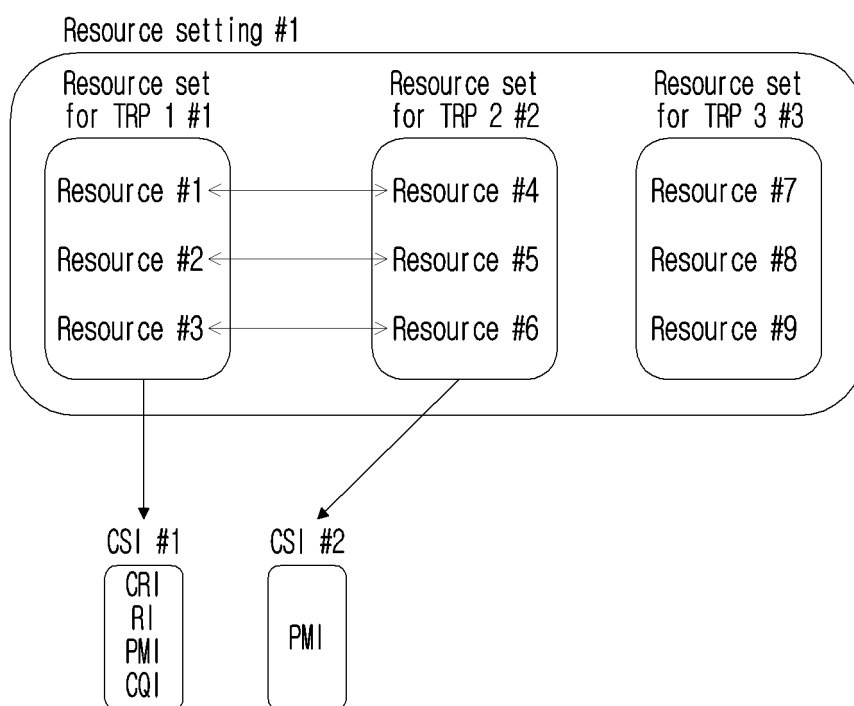 Resource setting #1
Resource set
for TRP 1 #1
Resource #1
Resource #2
Resource #3
Resource set
for TRP 2 #2
Resource #4
Resource #5
Resource #6
Resource set
for TRP 3 #3
Resource #7
Resource #8
Resource #9
CSI #1
CRI
RI
PMI
CQI
CSI #2
PMI